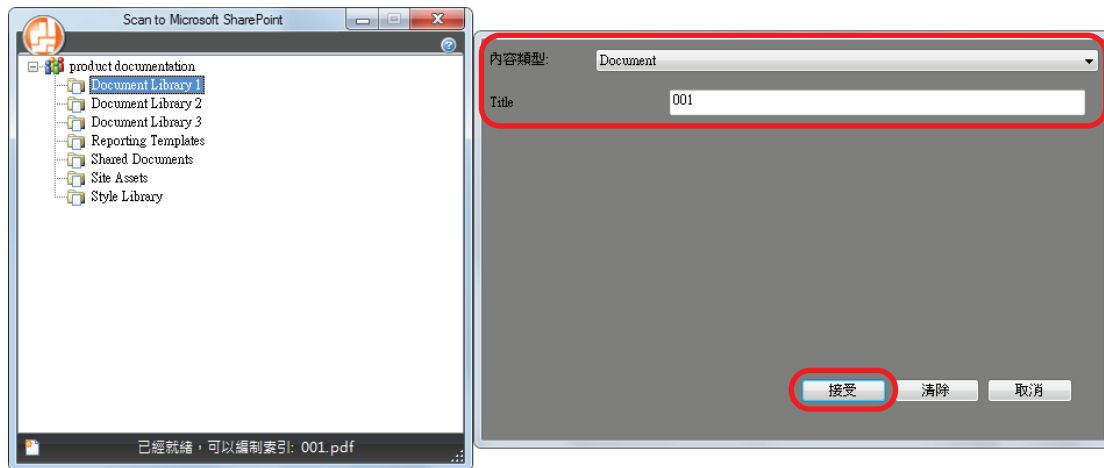 Scan to Microsoft SharePoint
product documentation
Document Library 1
Document Library 2
Document Library 3
Reporting Templates
Shared Documents
Site Assets
Style Library
已經就緒，可以編制索引: 001.pdf
內容類型: Document
Title 001
接受 清除 取消